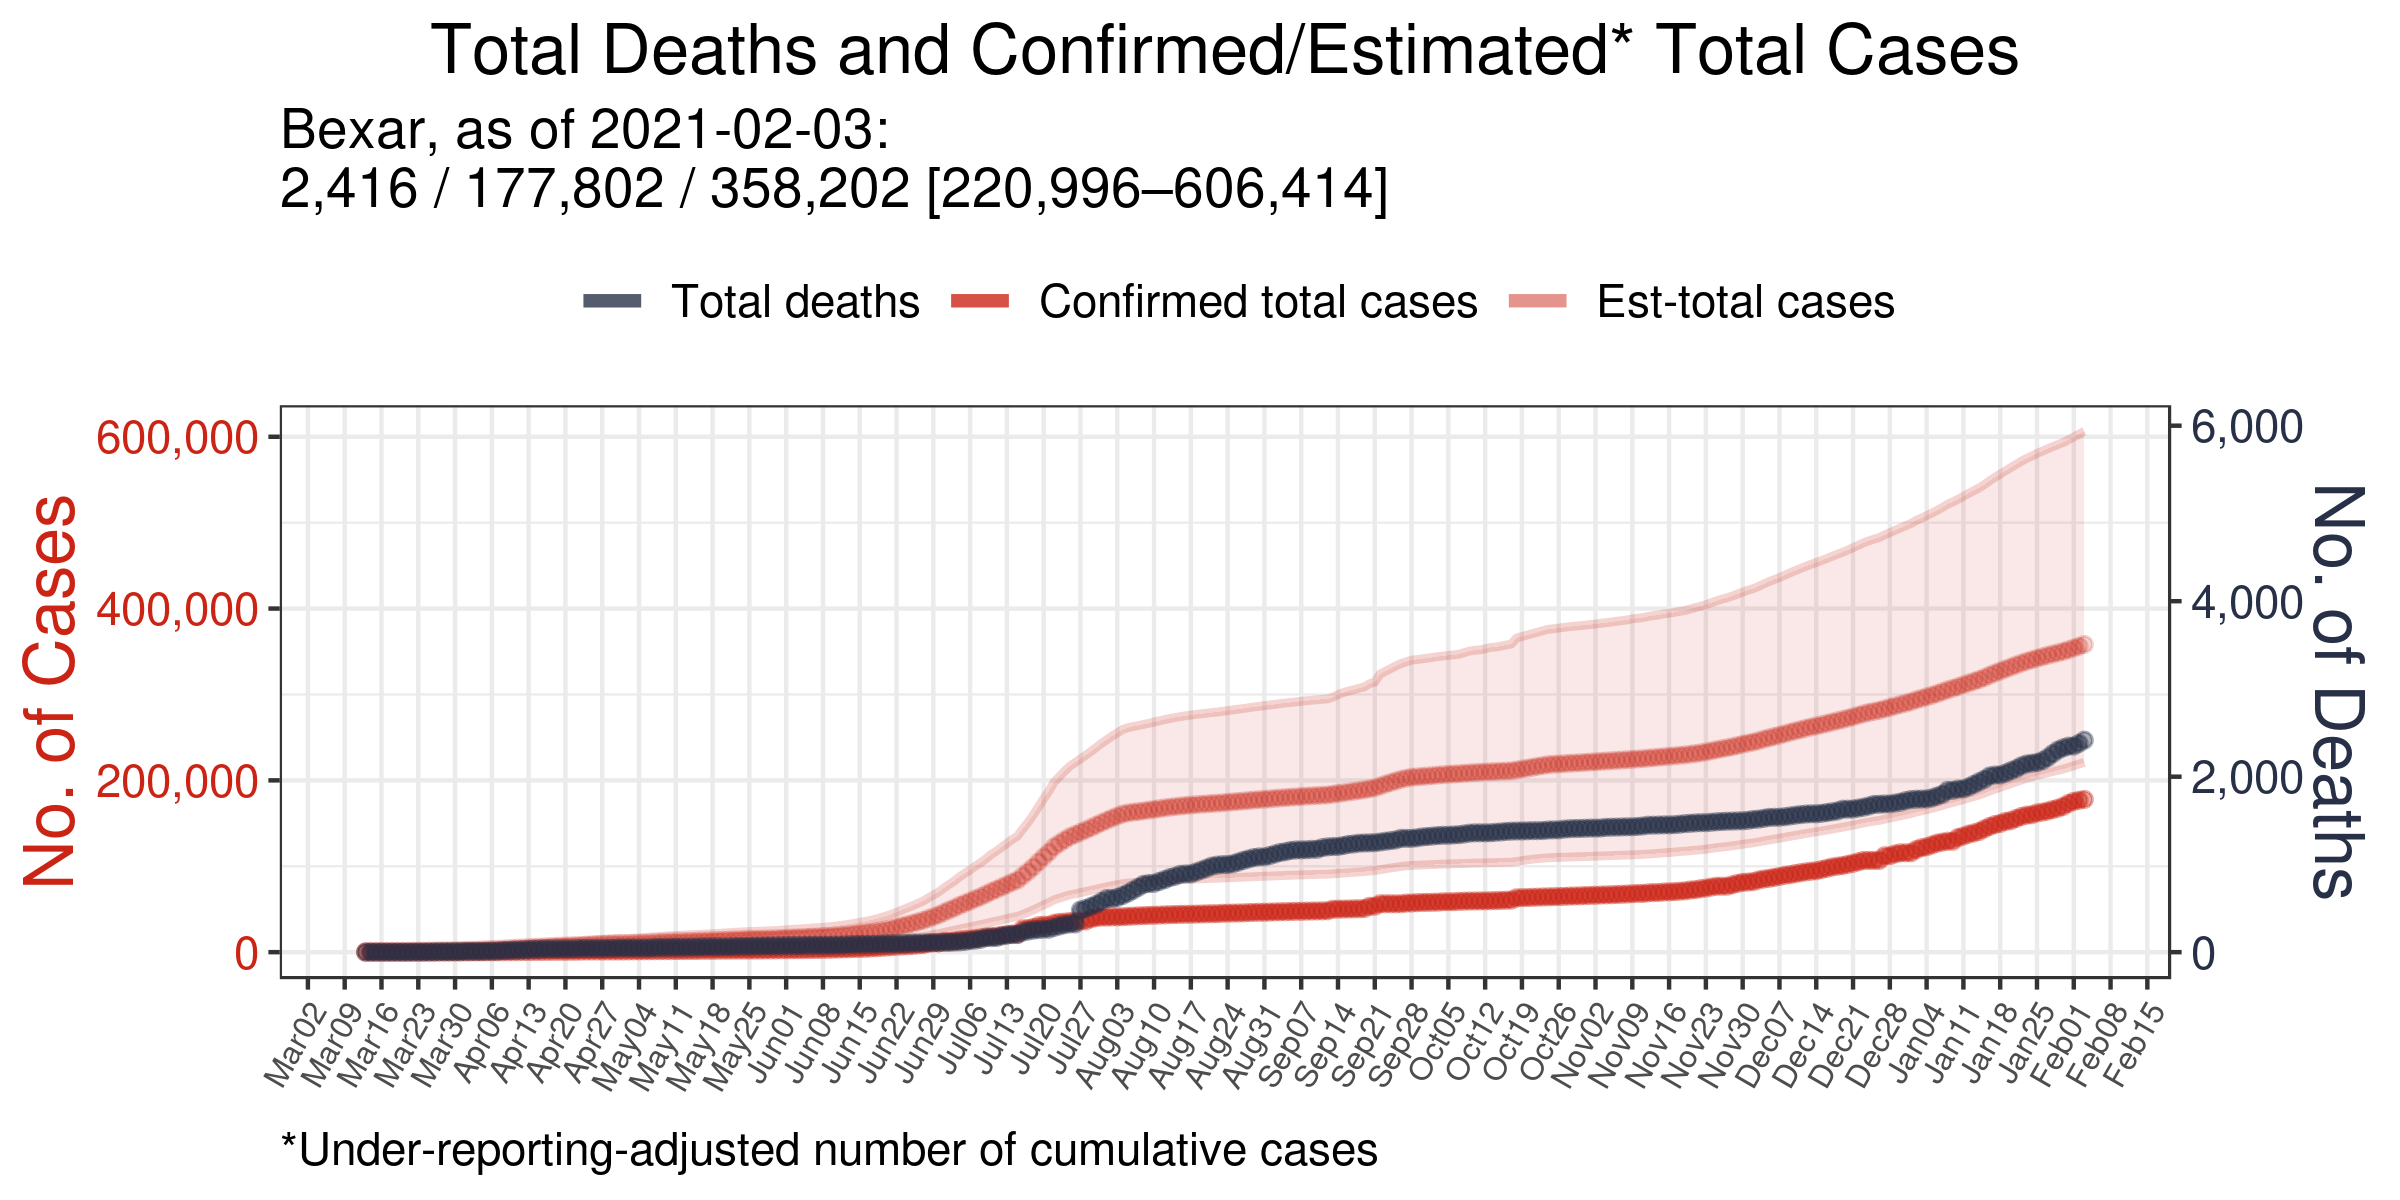 Total Deaths and Confirmed/Estimated* Total Cases
Bexar, as of 2021-02-03:
2,416 / 177,802 / 358,202 [220,996–606,414]
Total deaths
Confirmed total cases
Est-total cases
No. of Cases
600,000
400,000
200,000
0
6,000
4,000
2,000
0
No. of Deaths
Mar02
Mar09
Mar16
Mar23
Mar30
Apr06
Apr13
Apr20
Apr27
May04
May11
May18
May25
Jun01
Jun08
Jun15
Jun22
Jun29
Jul06
Jul13
Jul20
Jul27
Aug03
Aug10
Aug17
Aug24
Aug31
Sep07
Sep14
Sep21
Sep28
Oct05
Oct12
Oct19
Oct26
Nov02
Nov09
Nov16
Nov23
Nov30
Dec07
Dec14
Dec21
Dec28
Jan04
Jan11
Jan18
Jan25
Feb01
Feb08
Feb15
*Under-reporting-adjusted number of cumulative cases